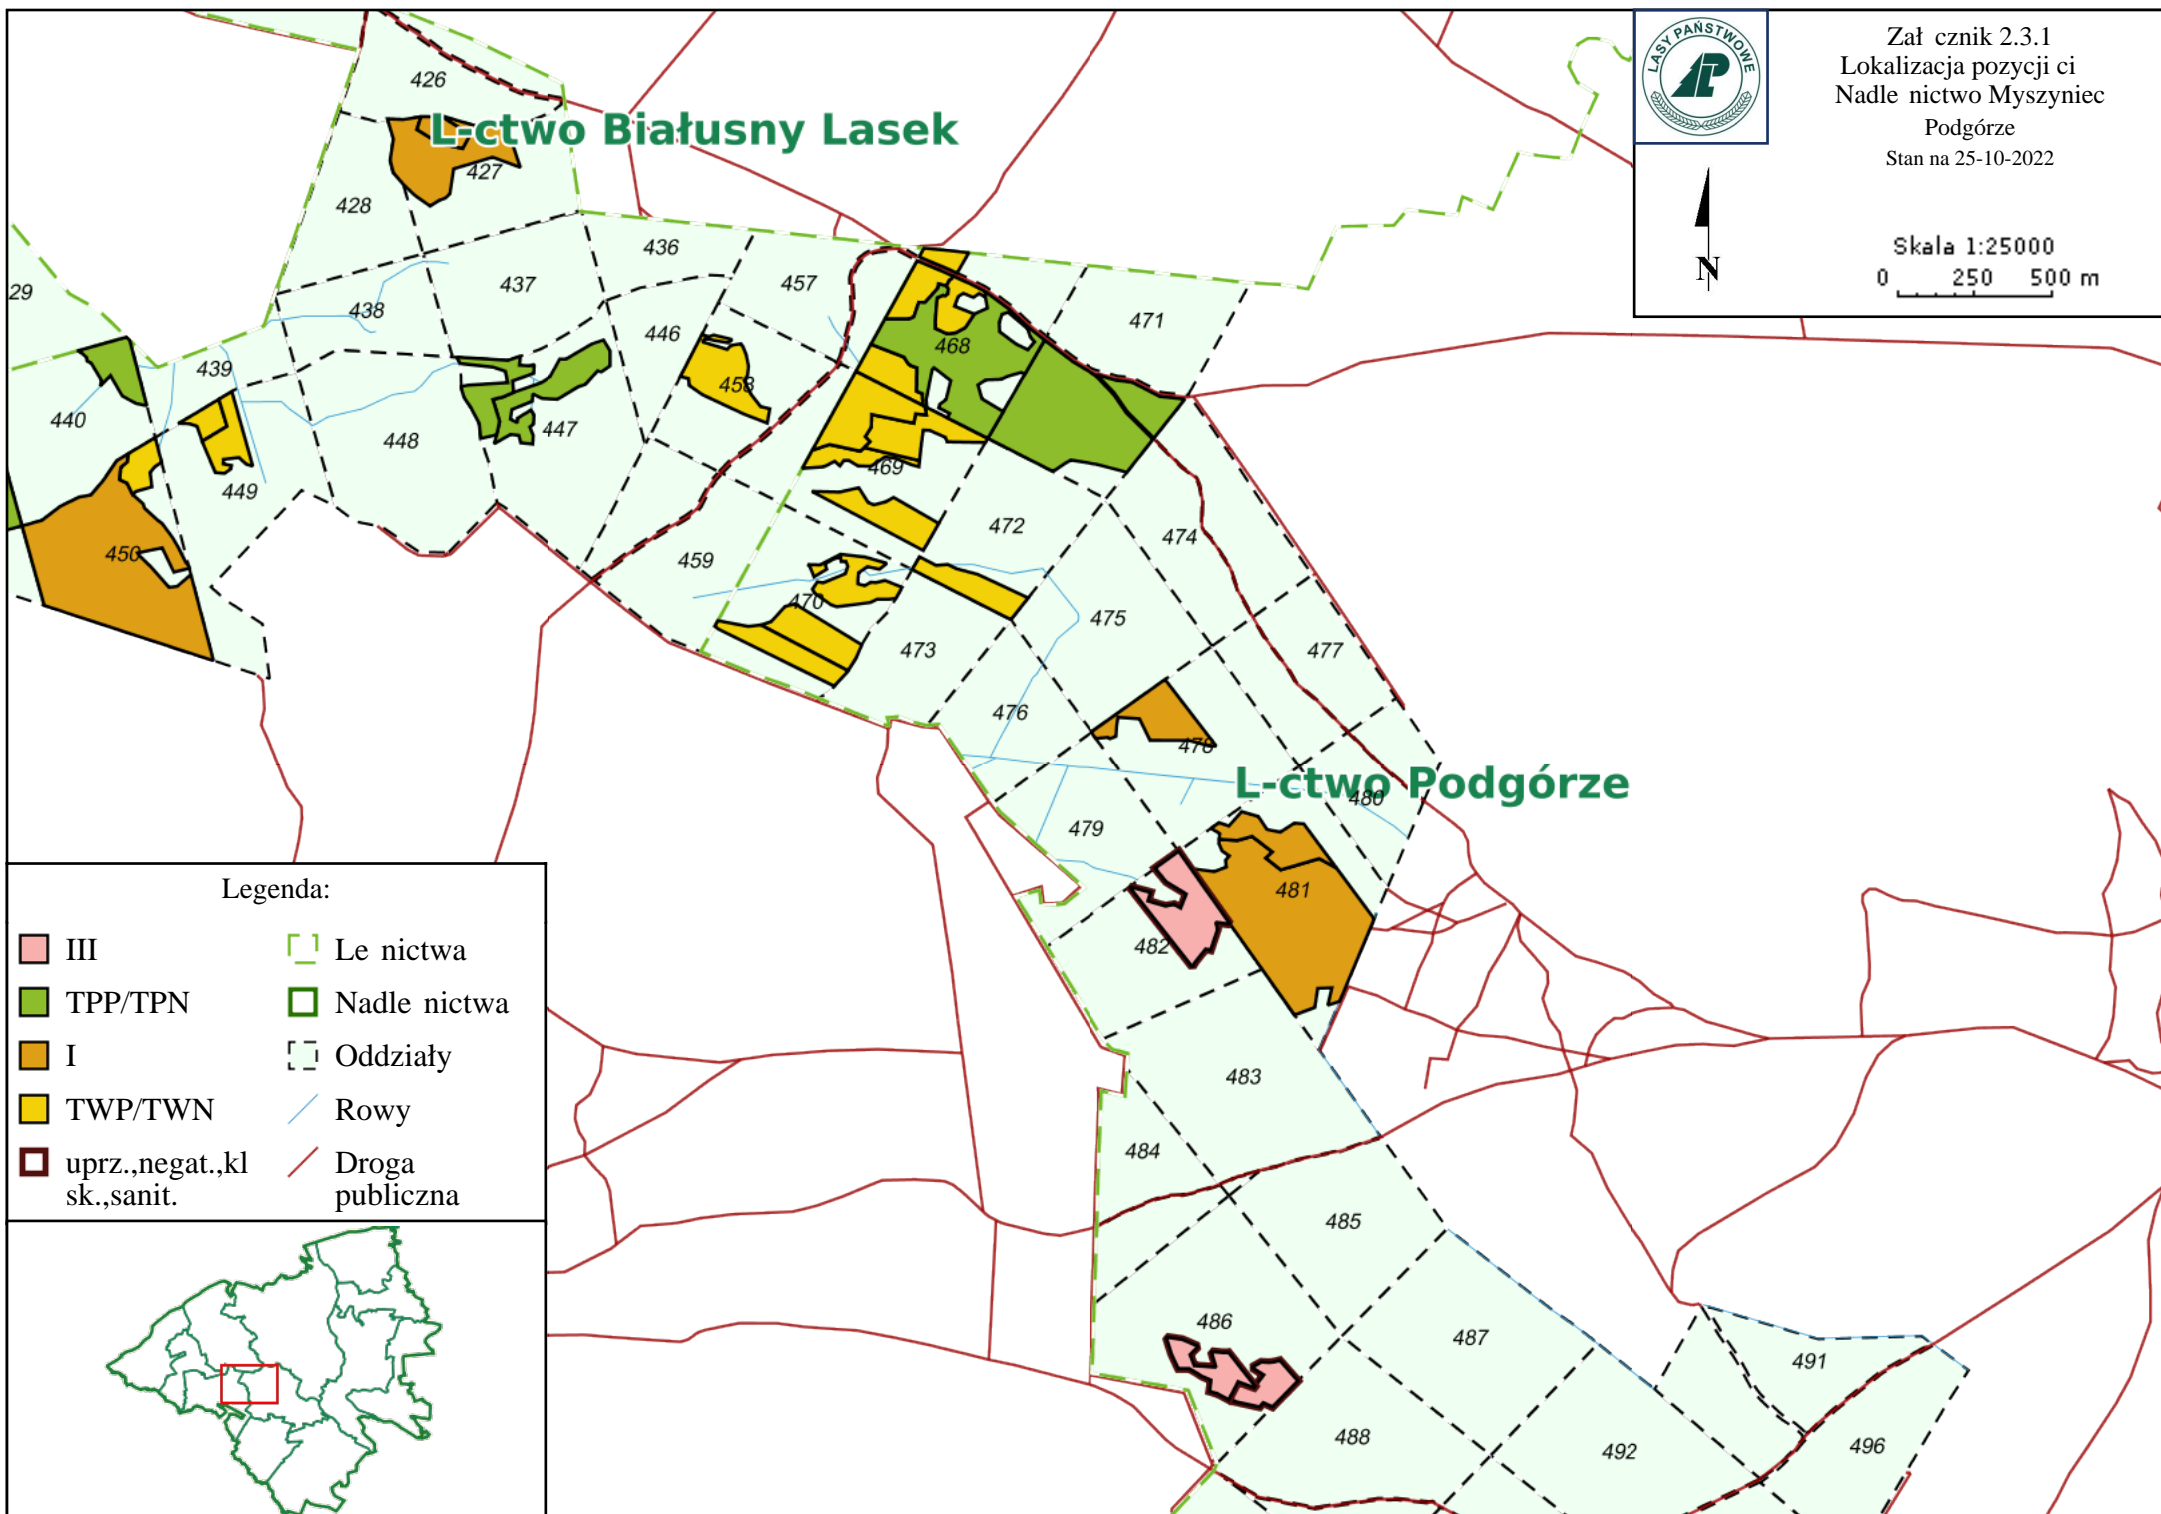 LASY PAŃSTWOWE
LP
Zał cznik 2.3.1
Lokalizacja pozycji ci
Nadle nictwo Myszyniec
Podgórze
Stan na 25-10-2022
N
Skala 1:25000
0 250 500 m
L-ctwo Białusny Lasek
L-ctwo Podgórze
426
427
428
29
436
437
438
439
440
446
447
448
449
450
457
458
459
468
469
470
471
472
473
474
475
476
477
478
479
480
481
482
483
484
485
486
487
488
491
492
496
Legenda:
III
TPP/TPN
I
TWP/TWN
uprz.,negat.,kl
sk.,sanit.
Le nictwa
Nadle nictwa
Oddziały
Rowy
Droga
publiczna